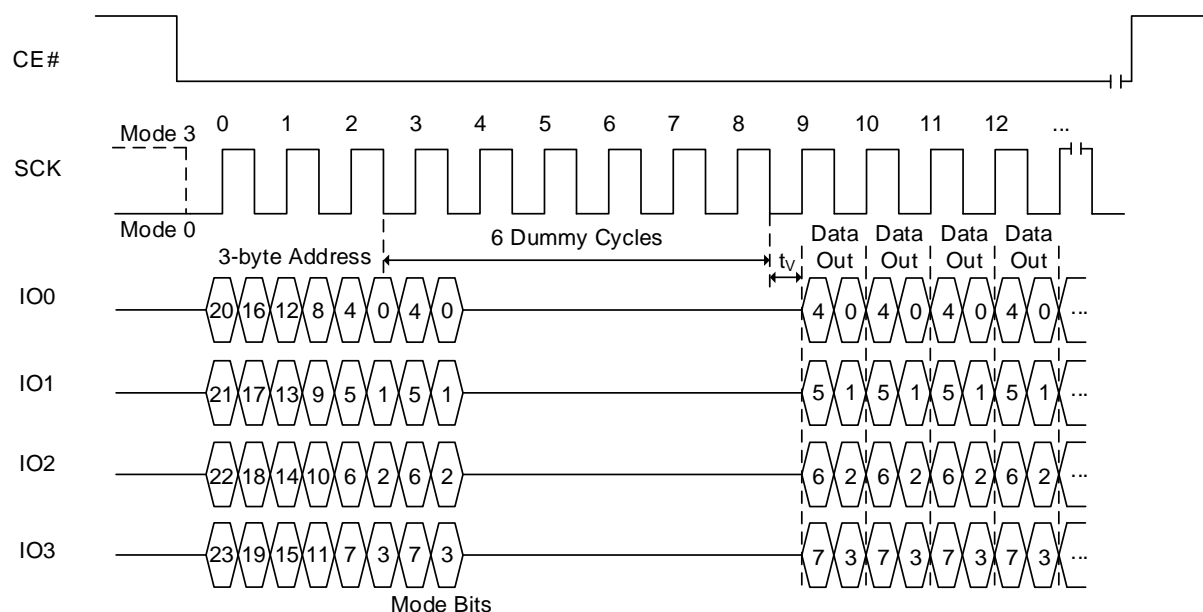 CE#
0 1 2 3 4 5 6 7 8 9 10 11 12 ...
Mode 3
SCK
Mode 0
6 Dummy Cycles
Data Out Data Out Data Out Data Out
3-byte Address
tV
IO0 20 16 12 8 4 0 4 0 4 0 4 0 4 0 4 0 ...
IO1 21 17 13 9 5 1 5 1 5 1 5 1 5 1 5 1 ...
IO2 22 18 14 10 6 2 6 2 6 2 6 2 6 2 6 2 ...
IO3 23 19 15 11 7 3 7 3 7 3 7 3 7 3 7 3 ...
Mode Bits